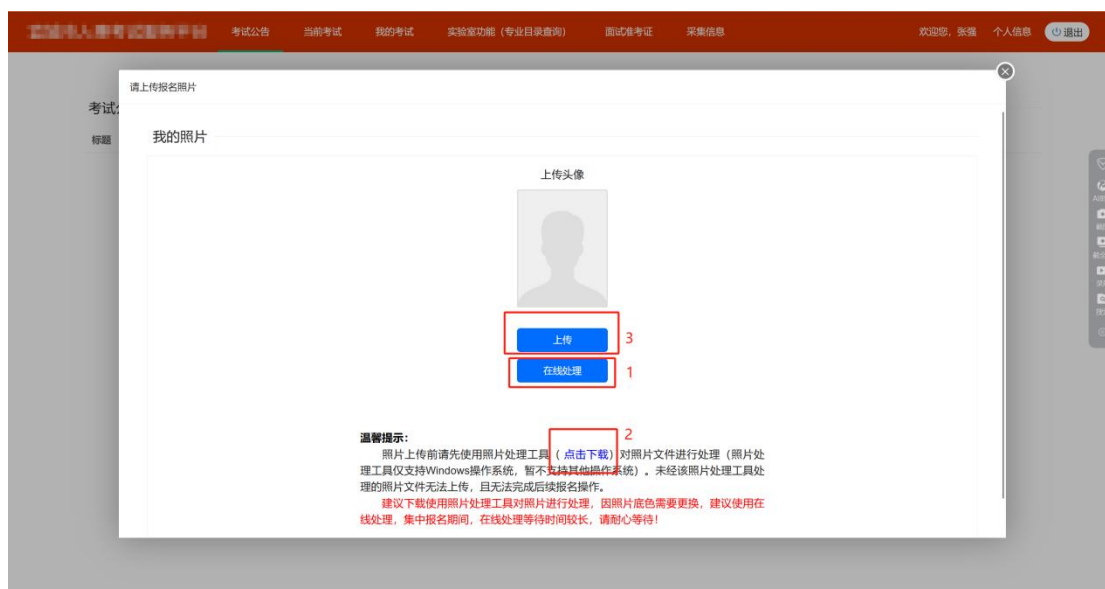 考试公告 当前考试 我的考试 实验室功能（专业目录查询） 面试准考证 采集信息 欢迎您，张强 个人信息 退出
请上传报名照片
考试
标题
我的照片
上传头像
上传
3
在线处理
1
2
温馨提示：
照片上传前请先使用照片处理工具（ 点击下载）对照片文件进行处理（照片处
理工具仅支持Windows操作系统，暂不支持其他操作系统）。未经该照片处理工具处
理的照片文件无法上传，且无法完成后续报名操作。
建议下载使用照片处理工具对照片进行处理，因照片底色需要更换，建议使用在
线处理，集中报名期间，在线处理等待时间较长，请耐心等待！